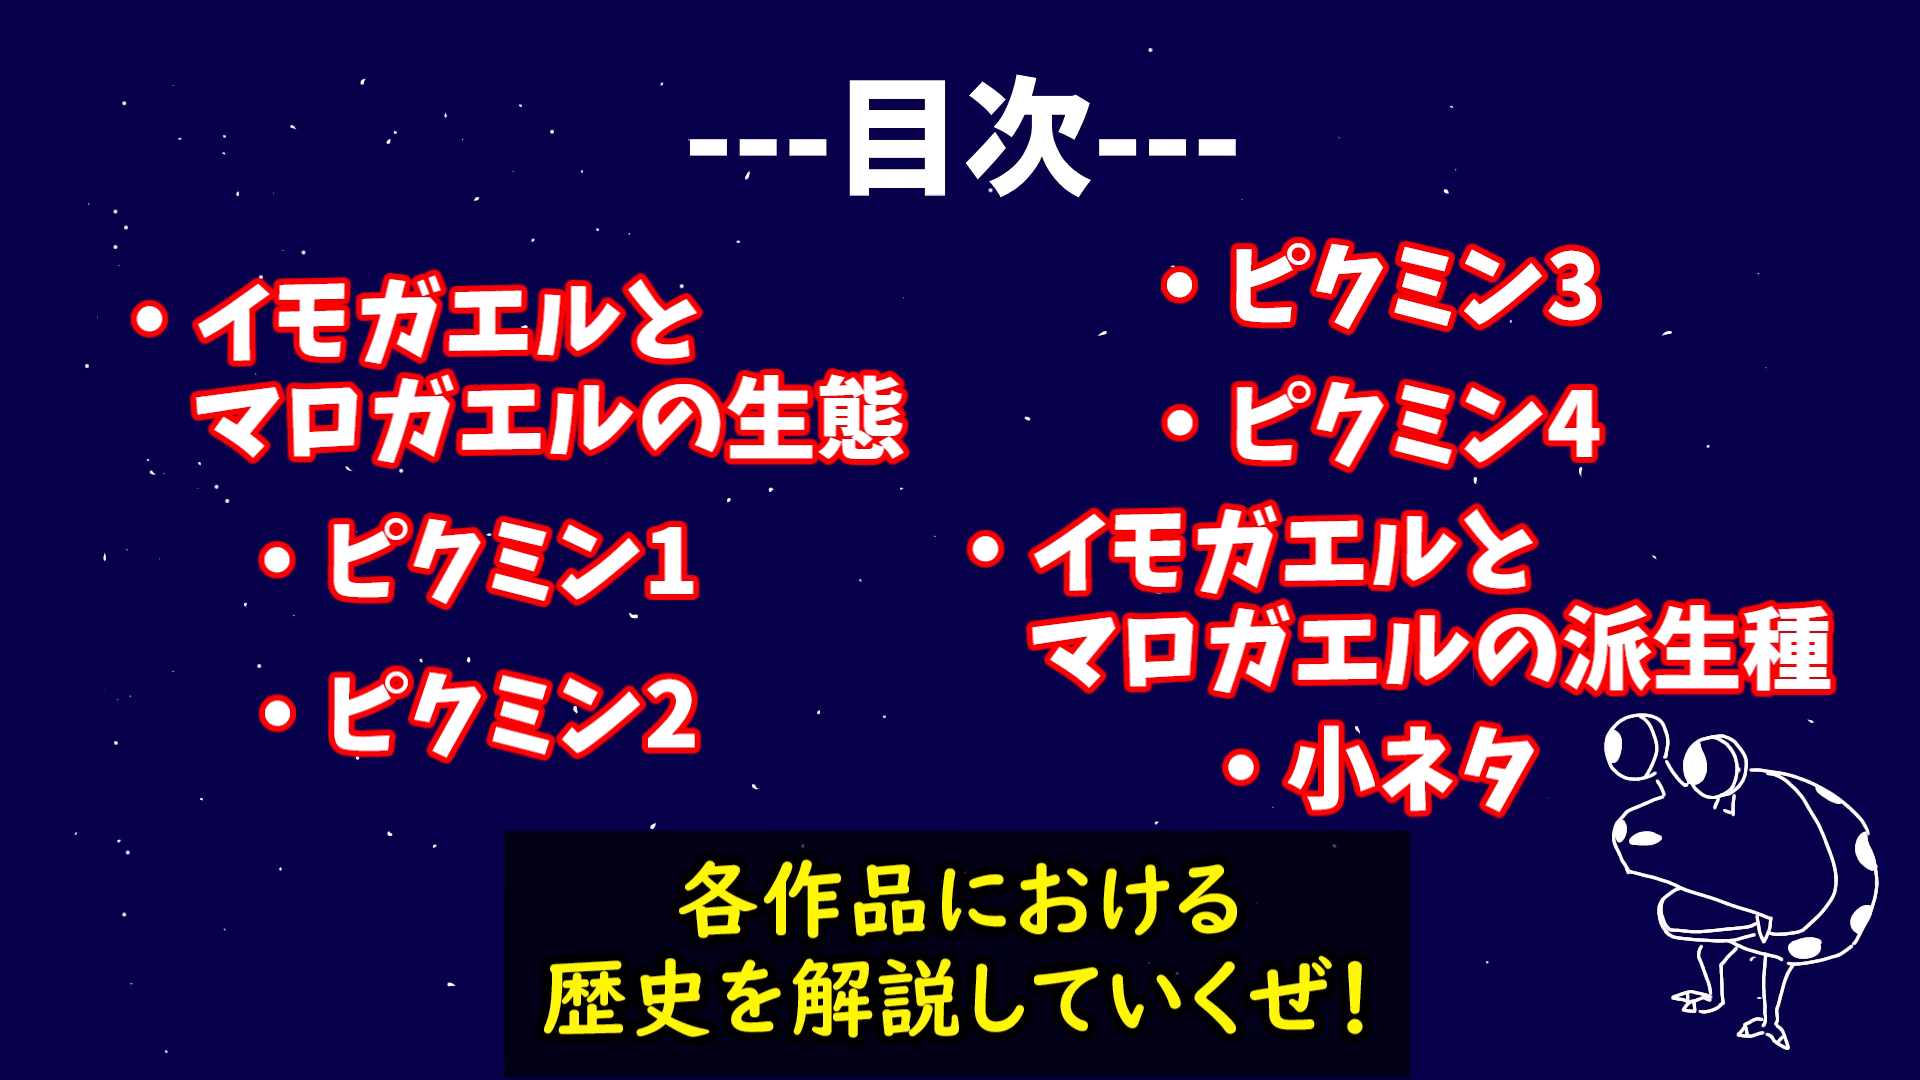 ---目次---
・イモガエルと
マロガエルの生態
・ピクミン1
・ピクミン2
・ピクミン3
・ピクミン4
・イモガエルと
マロガエルの派生種
・小ネタ
各作品における
歴史を解説していくぜ!